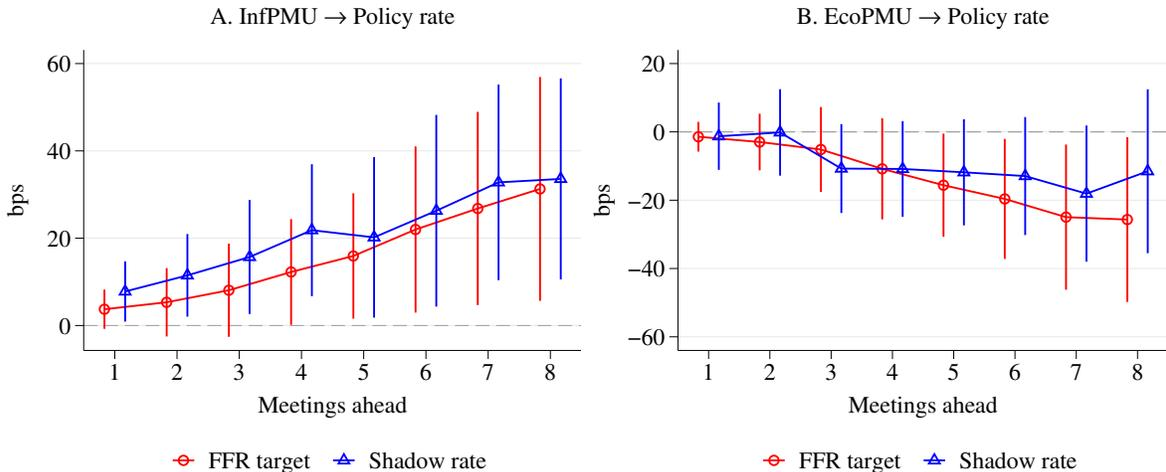 A. InfPMU → Policy rate
60
40
20
0
bps
1 2 3 4 5 6 7 8
Meetings ahead
FFR target Shadow rate
B. EcoPMU → Policy rate
20
0
−20
−40
−60
bps
1 2 3 4 5 6 7 8
Meetings ahead
FFR target Shadow rate